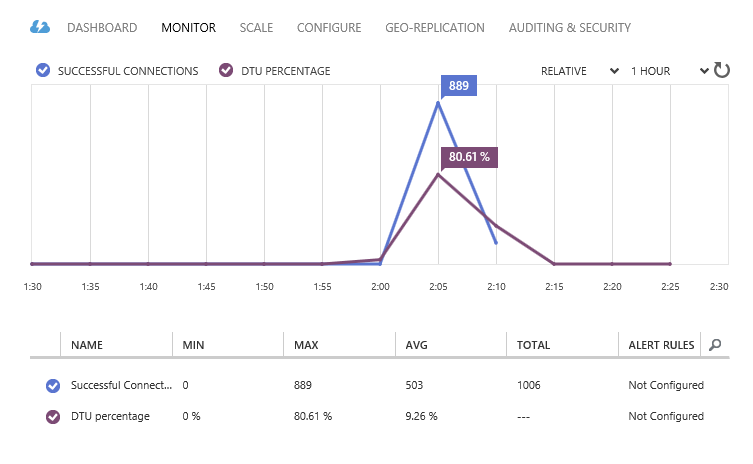 DASHBOARD MONITOR SCALE CONFIGURE GEO-REPLICATION AUDITING & SECURITY
SUCCESSFUL CONNECTIONS DTU PERCENTAGE RELATIVE 1 HOUR
889
80.61 %
1:30 1:35 1:40 1:45 1:50 1:55 2:00 2:05 2:10 2:15 2:20 2:25 2:30
NAME MIN MAX AVG TOTAL ALERT RULES
Successful Connect... 0 889 503 1006 Not Configured
DTU percentage 0 % 80.61 % 9.26 % --- Not Configured